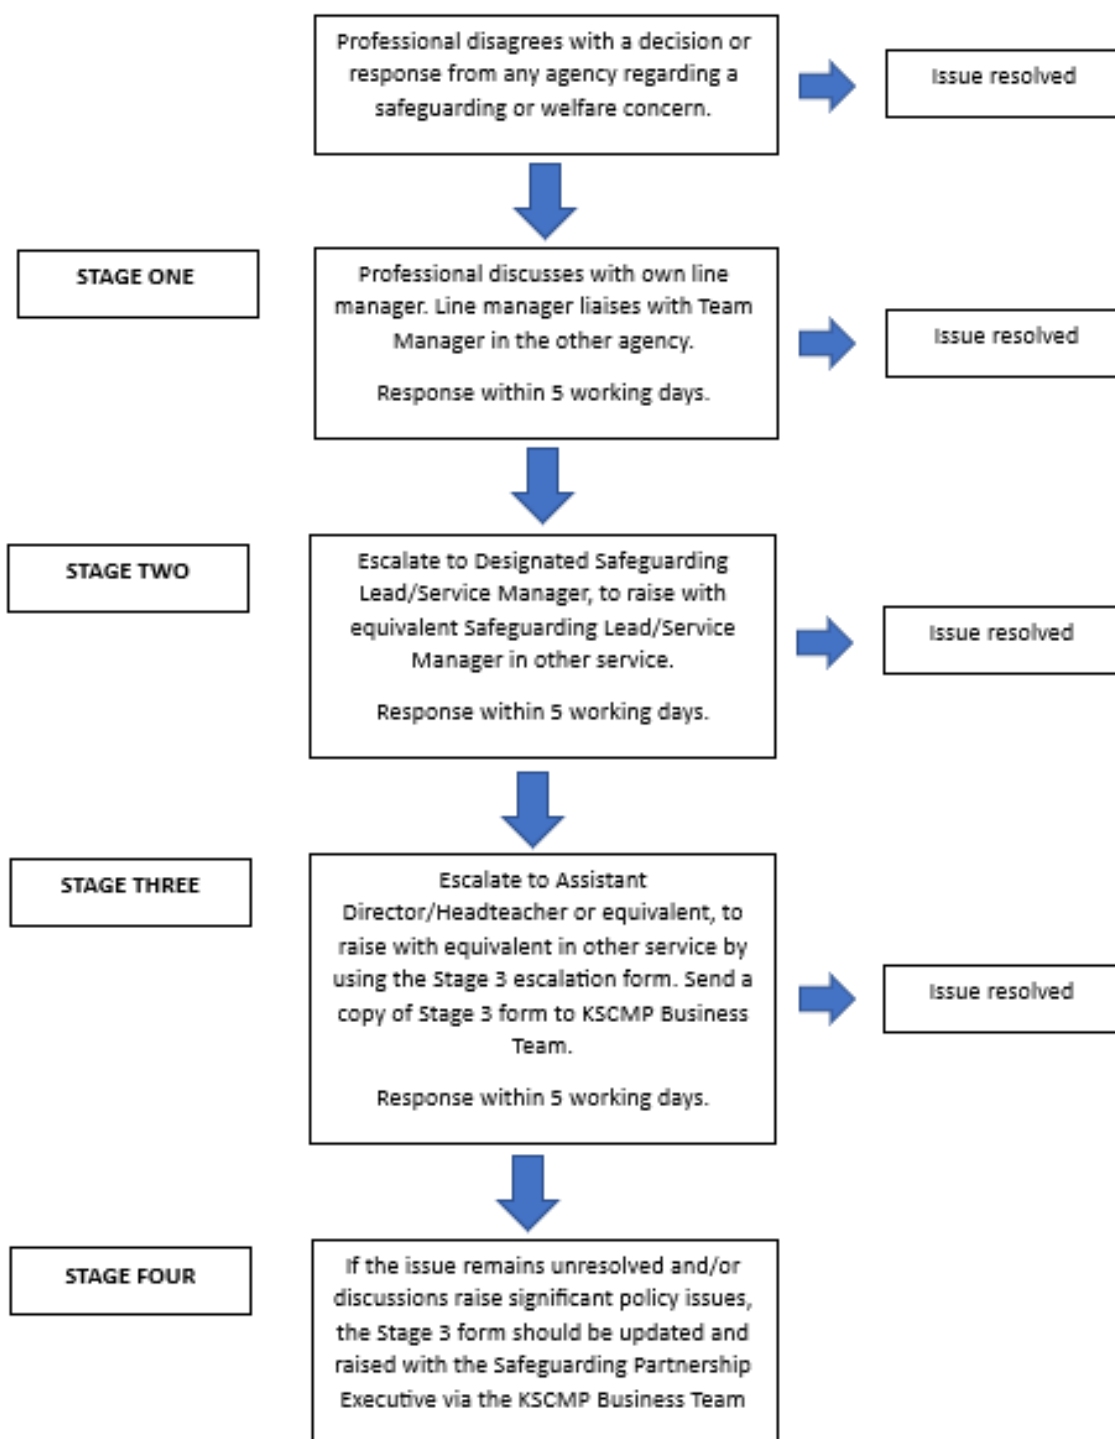 Professional disagrees with a decision or
response from any agency regarding a
safeguarding or welfare concern.
Issue resolved
STAGE ONE
Professional discusses with own line
manager. Line manager liaises with Team
Manager in the other agency.
Response within 5 working days.
Issue resolved
STAGE TWO
Escalate to Designated Safeguarding
Lead/Service Manager, to raise with
equivalent Safeguarding Lead/Service
Manager in other service.
Response within 5 working days.
Issue resolved
STAGE THREE
Escalate to Assistant
Director/Headteacher or equivalent, to
raise with equivalent in other service by
using the Stage 3 escalation form. Send a
copy of Stage 3 form to KSCMP Business
Team.
Response within 5 working days.
Issue resolved
STAGE FOUR
If the issue remains unresolved and/or
discussions raise significant policy issues,
the Stage 3 form should be updated and
raised with the Safeguarding Partnership
Executive via the KSCMP Business Team